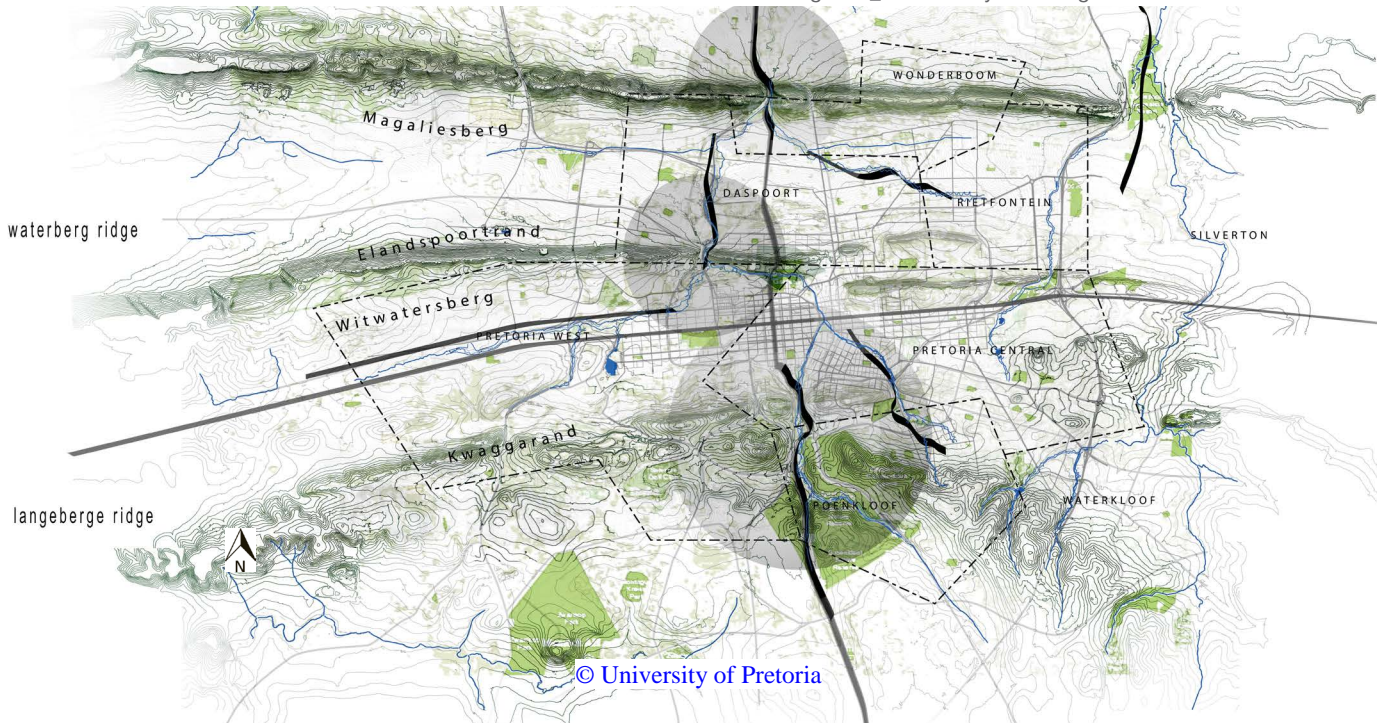 WONDERBOOM
Magaliesberg
DASPOORT
RIETFONTEIN
waterberg ridge
Elandspoortrand
SILVERTON
Witwatersberg
PRETORIA WEST
PRETORIA CENTRAL
Kwaggarand
POENKLOOF
WATERKLOOF
langeberge ridge
N
© University of Pretoria